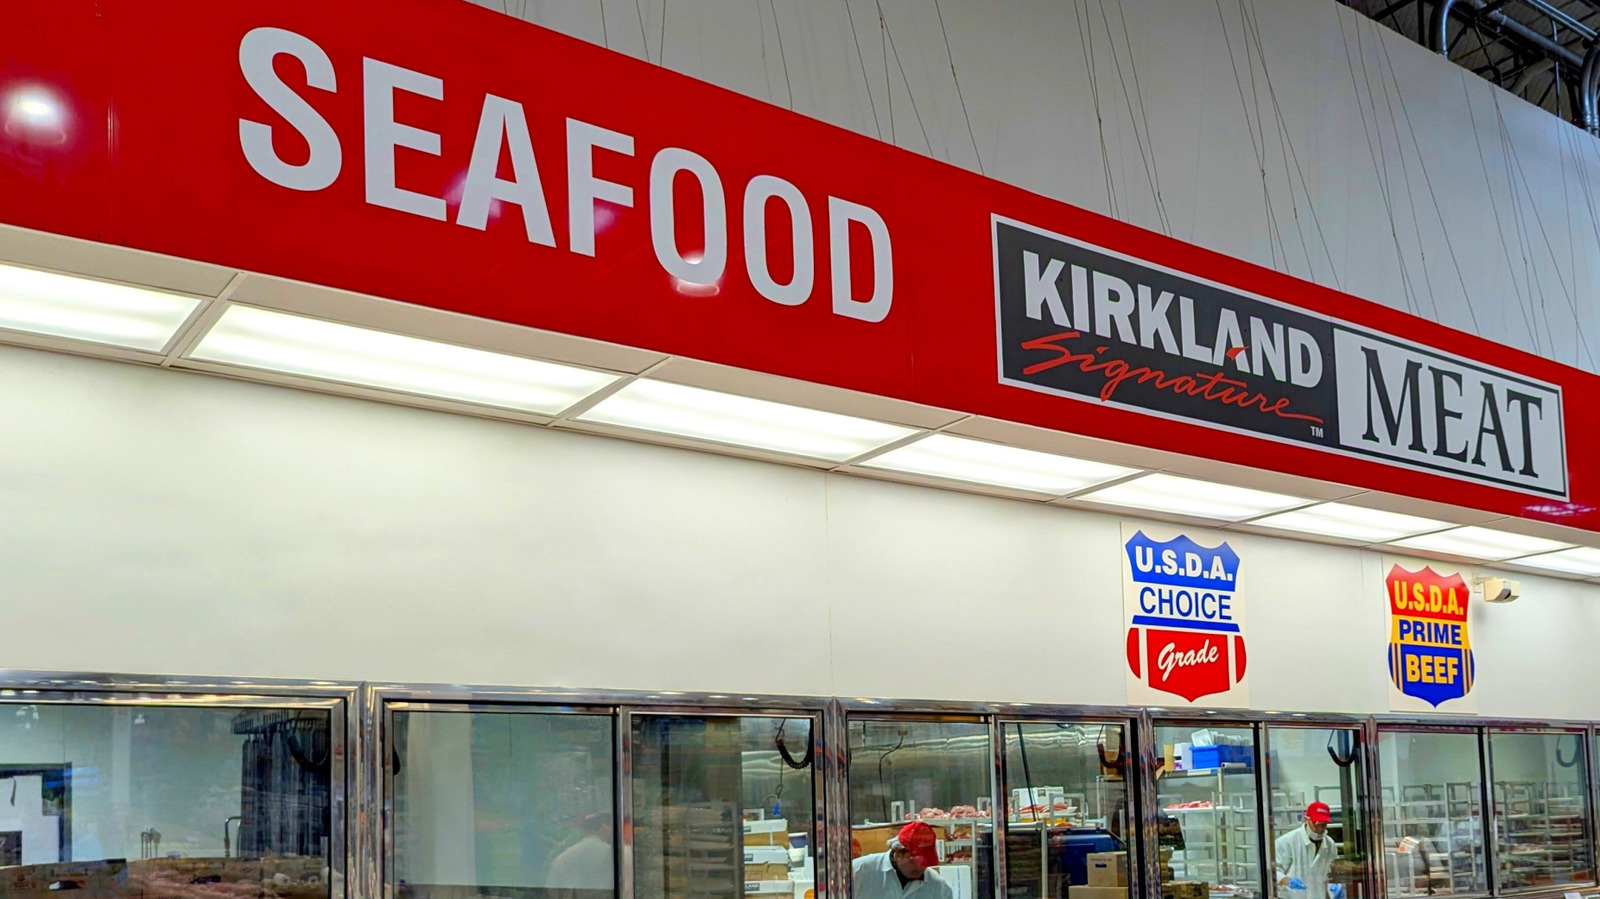 SEAFOOD
KIRKLAND
Signature
TM
MEAT
U.S.D.A.
CHOICE
Grade
U.S.D.A.
PRIME
BEEF